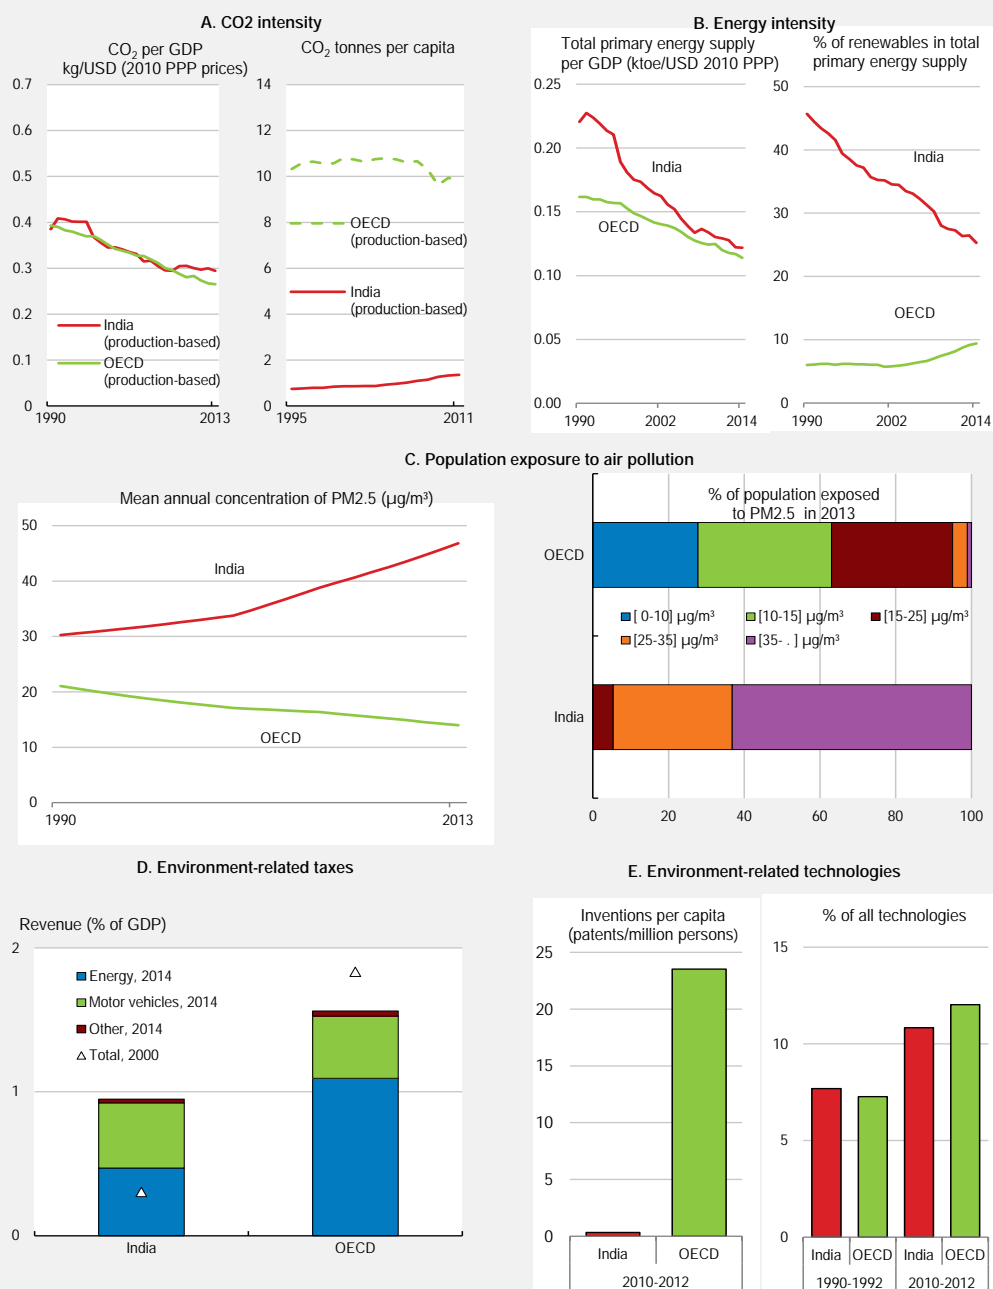 A. CO2 intensity
CO2 per GDP
kg/USD (2010 PPP prices)
0.7
0.6
0.5
0.4
0.3
0.2
0.1
0
India
(production-based)
OECD
(production-based)
1990
2013
CO2 tonnes per capita
14
12
10
8
6
4
2
0
OECD
(production-based)
India
(production-based)
1995
2011
B. Energy intensity
Total primary energy supply
per GDP (ktoe/USD 2010 PPP)
0.25
0.20
0.15
0.10
0.05
0.00
India
OECD
1990
2002
2014
% of renewables in total
primary energy supply
50
40
30
20
10
0
India
OECD
1990
2002
2014
C. Population exposure to air pollution
Mean annual concentration of PM2.5 (µg/m³)
50
40
30
20
10
0
India
OECD
1990
2013
% of population exposed
to PM2.5 in 2013
OECD
[ 0-10] µg/m³
[10-15] µg/m³
[15-25] µg/m³
[25-35] µg/m³
[35- . ] µg/m³
India
0
20
40
60
80
100
D. Environment-related taxes
Revenue (% of GDP)
2
1
0
Energy, 2014
Motor vehicles, 2014
Other, 2014
Total, 2000
India
OECD
E. Environment-related technologies
Inventions per capita
(patents/million persons)
25
20
15
10
5
0
India
OECD
2010-2012
% of all technologies
15
10
5
0
India
OECD
India
OECD
1990-1992
2010-2012